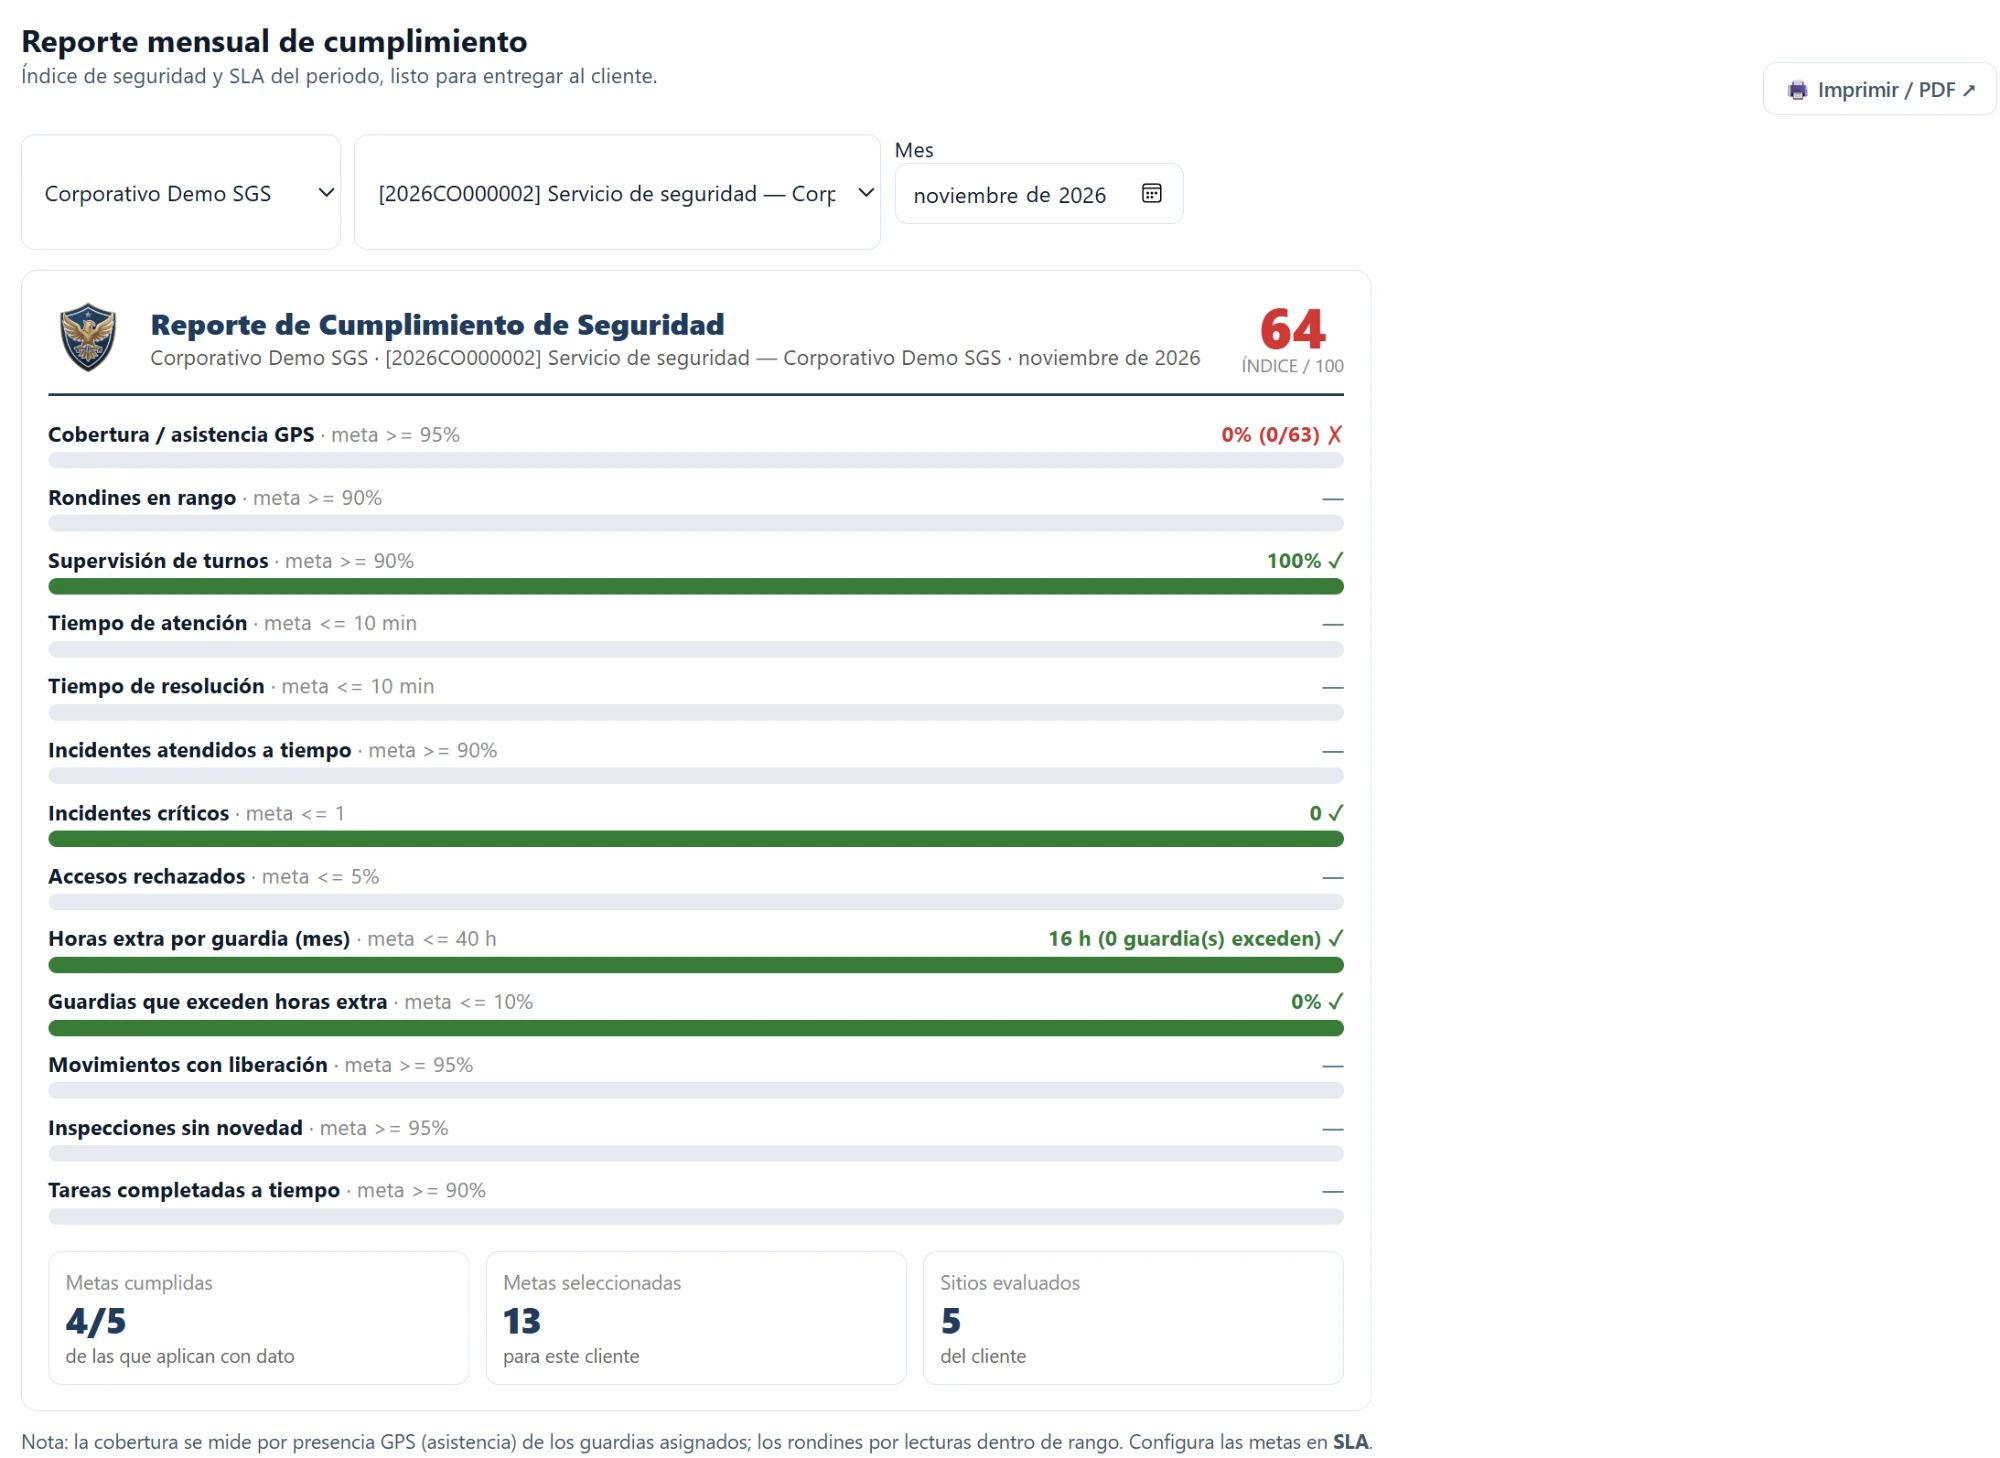 Reporte mensual de cumplimiento
Índice de seguridad y SLA del periodo, listo para entregar al cliente.
Imprimir / PDF ↗
Corporativo Demo SGS
[2026CO000002] Servicio de seguridad — Corp
Mes
noviembre de 2026
Reporte de Cumplimiento de Seguridad
Corporativo Demo SGS · [2026CO000002] Servicio de seguridad — Corporativo Demo SGS · noviembre de 2026
64
ÍNDICE / 100
Cobertura / asistencia GPS · meta >= 95% 0% (0/63) ✗
Rondines en rango · meta >= 90% —
Supervisión de turnos · meta >= 90% 100% ✓
Tiempo de atención · meta <= 10 min —
Tiempo de resolución · meta <= 10 min —
Incidentes atendidos a tiempo · meta >= 90% —
Incidentes críticos · meta <= 1 0 ✓
Accesos rechazados · meta <= 5% —
Horas extra por guardia (mes) · meta <= 40 h 16 h (0 guardia(s) exceden) ✓
Guardias que exceden horas extra · meta <= 10% 0% ✓
Movimientos con liberación · meta >= 95% —
Inspecciones sin novedad · meta >= 95% —
Tareas completadas a tiempo · meta >= 90% —
Metas cumplidas
4/5
de las que aplican con dato
Metas seleccionadas
13
para este cliente
Sitios evaluados
5
del cliente
Nota: la cobertura se mide por presencia GPS (asistencia) de los guardias asignados; los rondines por lecturas dentro de rango. Configura las metas en SLA.